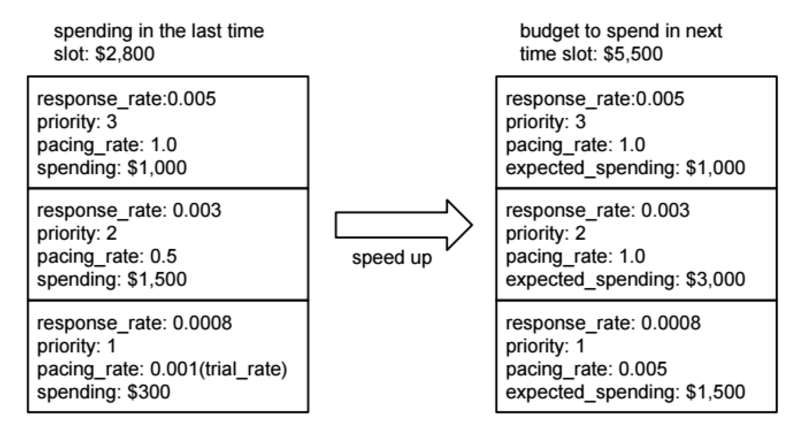 spending in the last time
slot: $2,800
response_rate:0.005
priority: 3
pacing_rate: 1.0
spending: $1,000
response_rate: 0.003
priority: 2
pacing_rate: 0.5
spending: $1,500
response_rate: 0.0008
priority: 1
pacing_rate: 0.001(trial_rate)
spending: $300
speed up
budget to spend in next
time slot: $5,500
response_rate:0.005
priority: 3
pacing_rate: 1.0
expected_spending: $1,000
response_rate: 0.003
priority: 2
pacing_rate: 1.0
expected_spending: $3,000
response_rate: 0.0008
priority: 1
pacing_rate: 0.005
expected_spending: $1,500